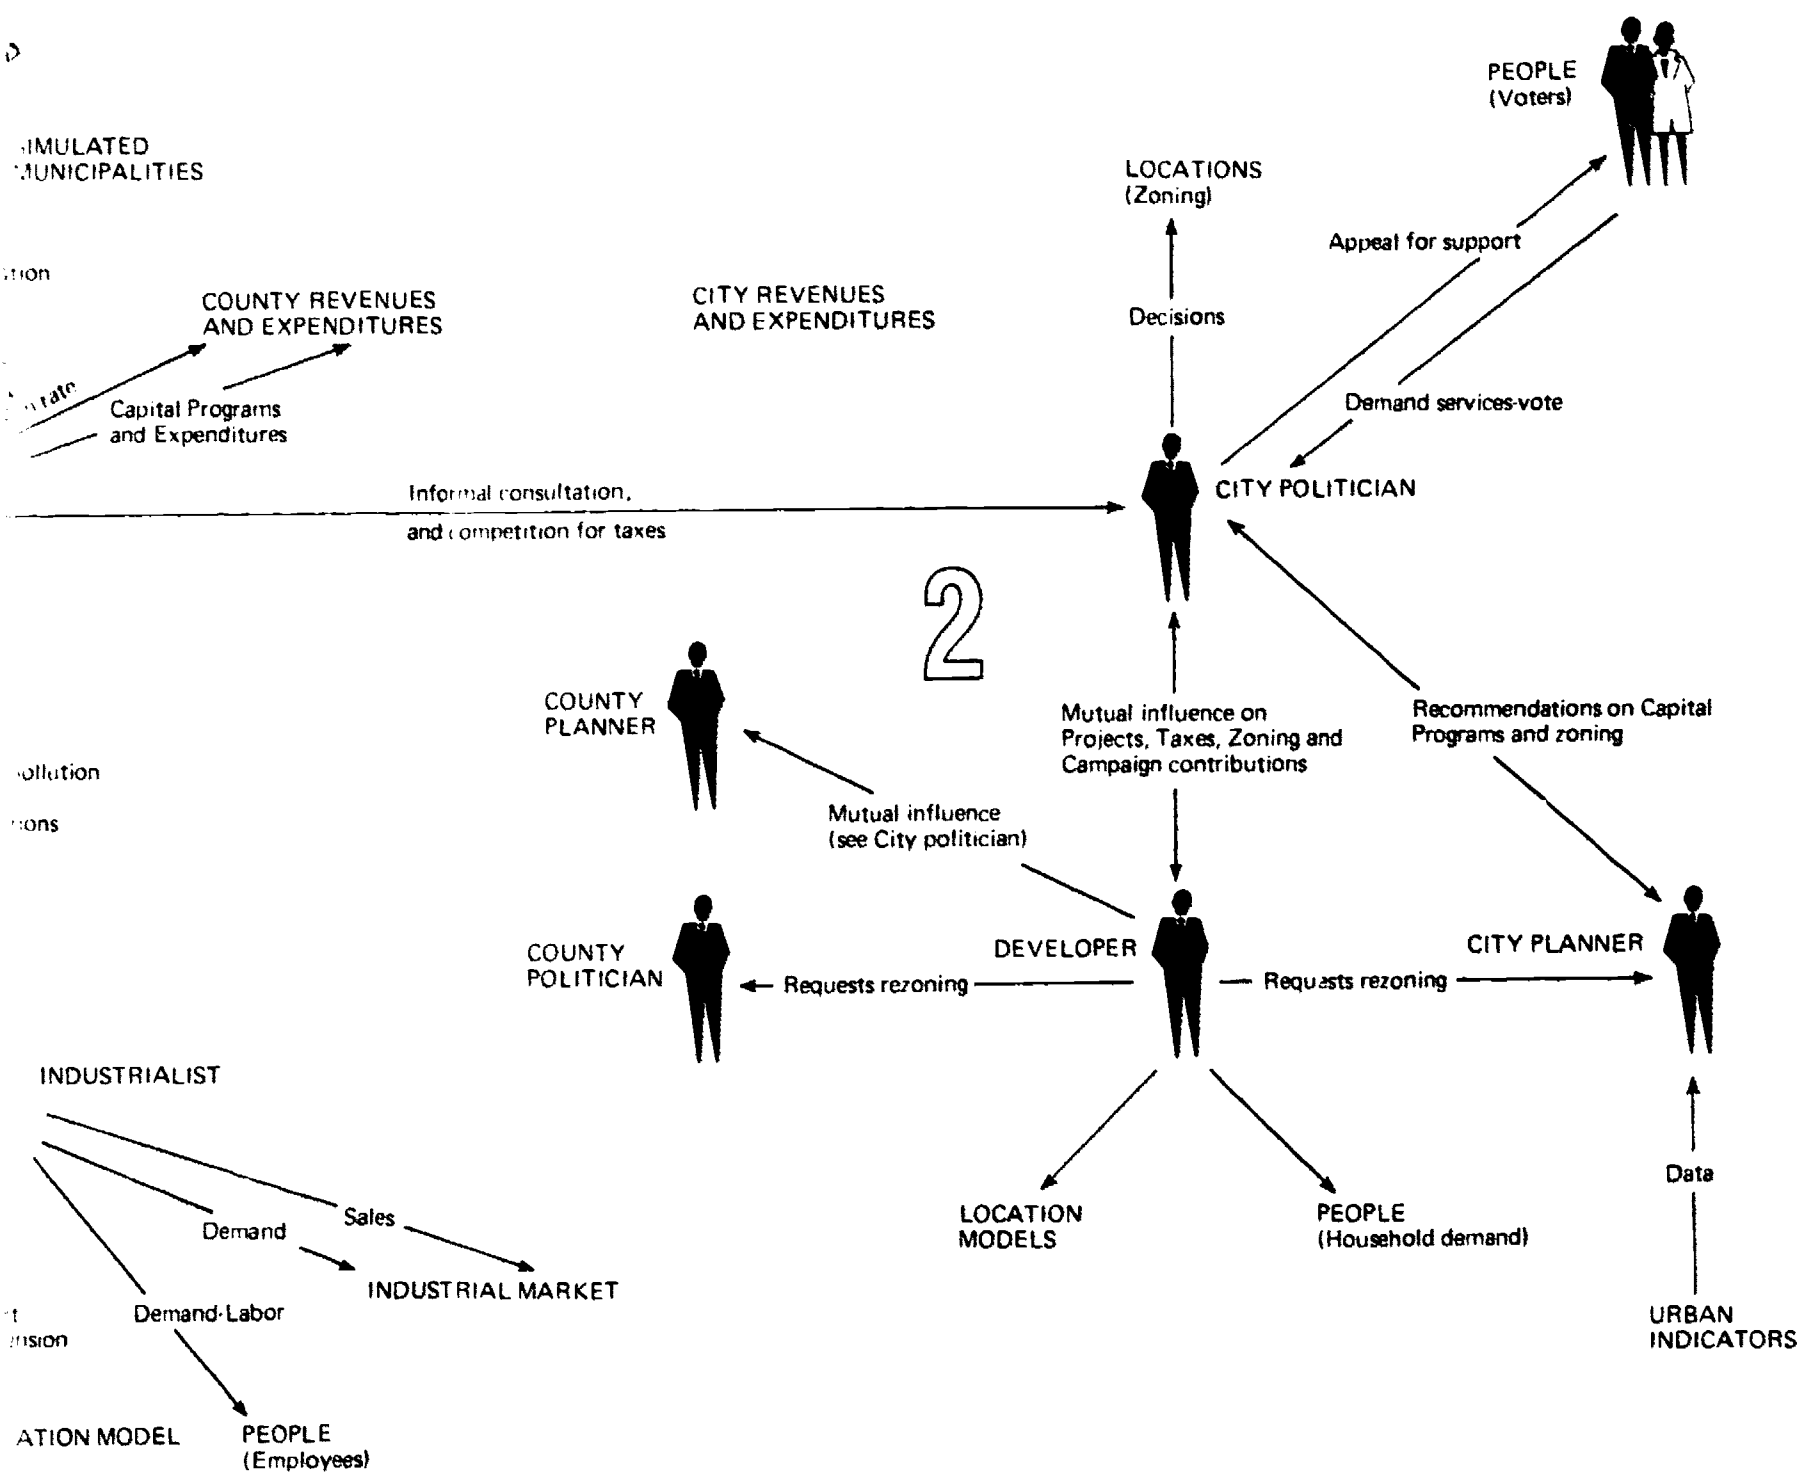 PEOPLE
(Voters)
MUNICIPALITIES
LOCATIONS
(Zoning)
Appeal for support
COUNTY REVENUES
AND EXPENDITURES
CITY REVENUES
AND EXPENDITURES
Decisions
rate
Capital Programs
and Expenditures
Demand services-vote
Informal consultation,
and competition for taxes
CITY POLITICIAN
2
COUNTY
PLANNER
Mutual influence on
Projects, Taxes, Zoning and
Campaign contributions
Recommendations on Capital
Programs and zoning
Mutual influence
(see City politician)
COUNTY
POLITICIAN
DEVELOPER
CITY PLANNER
Requests rezoning
Requests rezoning
INDUSTRIALIST
Data
Sales
Demand
LOCATION
MODELS
PEOPLE
(Household demand)
INDUSTRIAL MARKET
Demand-Labor
URBAN
INDICATORS
MODEL
PEOPLE
(Employees)